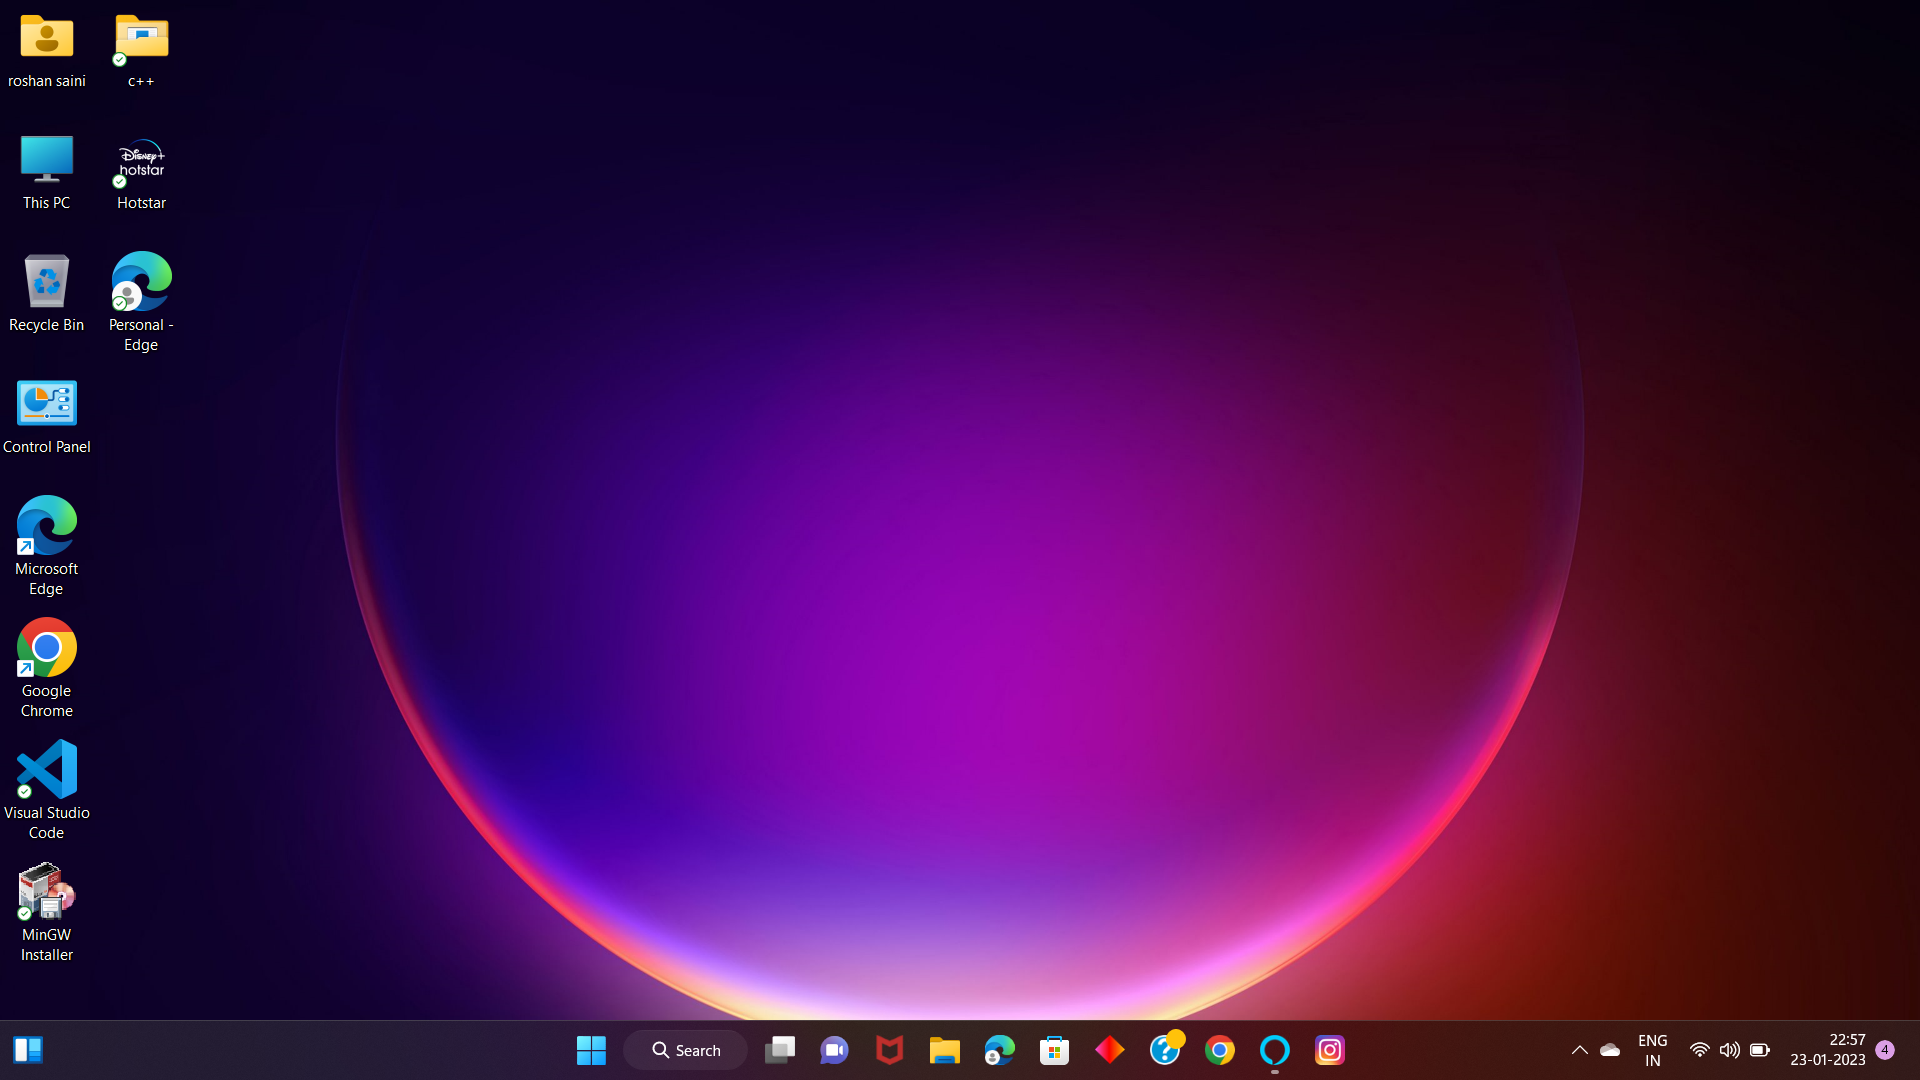 roshan saini
c++
This PC
Disney+
hotstar
Hotstar
Recycle Bin
Personal -
Edge
Control Panel
Microsoft
Edge
Google
Chrome
Visual Studio
Code
MinGW
Installer
Search
ENG
IN
22:57
23-01-2023
4